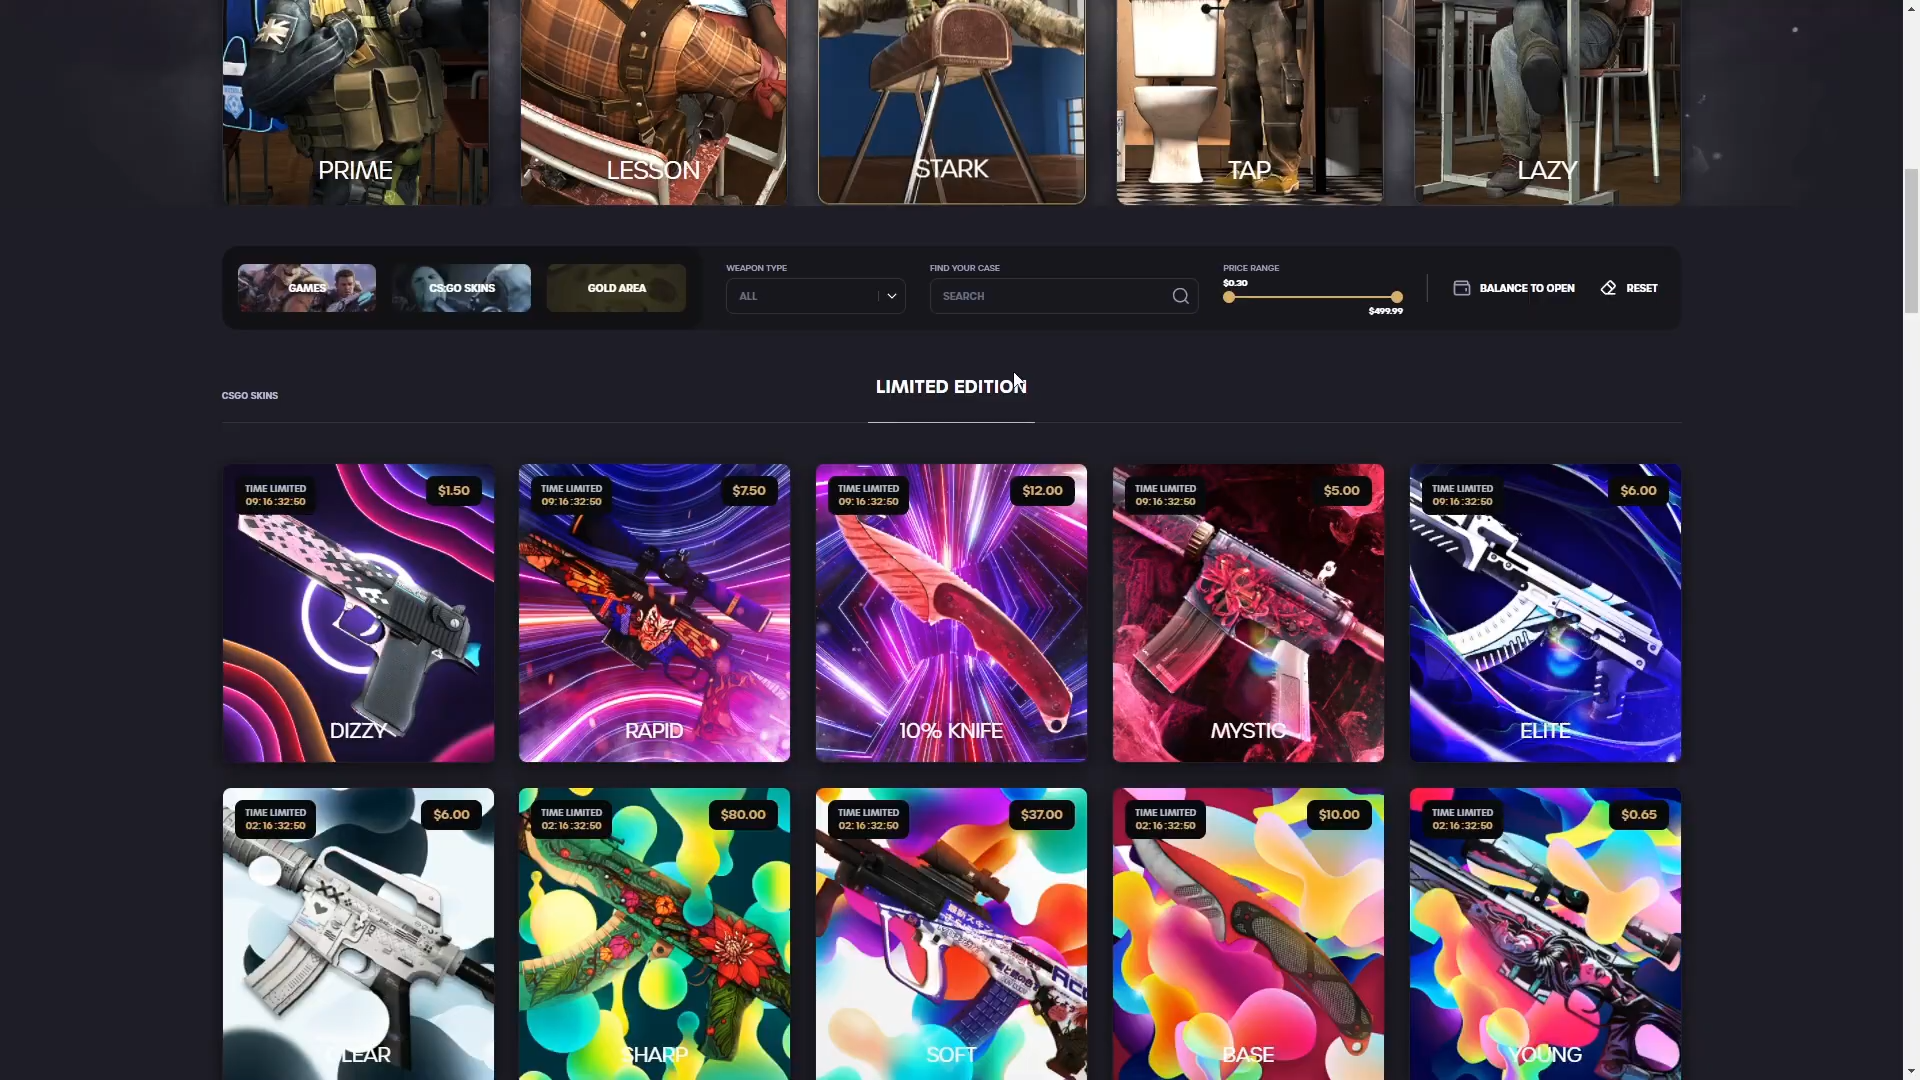 PRIME
LESSON
STARK
TAP
LAZY
GAMES
CS:GO SKINS
GOLD AREA
WEAPON TYPE
ALL
FIND YOUR CASE
SEARCH
PRICE RANGE
$0.30
$499.99
BALANCE TO OPEN
RESET
CSGO SKINS
LIMITED EDITION
TIME LIMITED
09:16:32:50
$1.50
DIZZY
TIME LIMITED
09:16:32:50
$7.50
RAPID
TIME LIMITED
09:16:32:50
$12.00
10% KNIFE
TIME LIMITED
09:16:32:50
$5.00
MYSTIC
TIME LIMITED
09:16:32:50
$6.00
ELITE
TIME LIMITED
02:16:32:50
$6.00
CLEAR
TIME LIMITED
02:16:32:50
$80.00
SHARP
TIME LIMITED
02:16:32:50
$37.00
SOFT
TIME LIMITED
02:16:32:50
$10.00
BASE
TIME LIMITED
02:16:32:50
$0.65
YOUNG